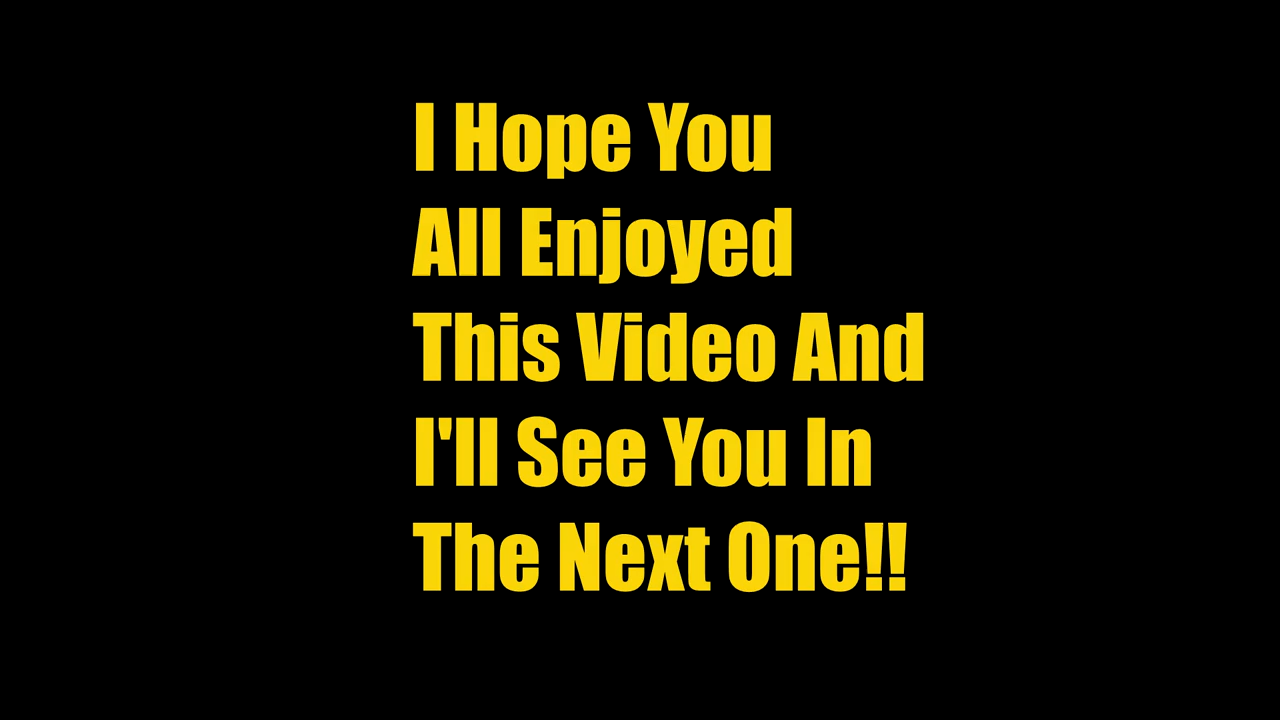 I Hope You
All Enjoyed
This Video And
I'll See You In
The Next One!!